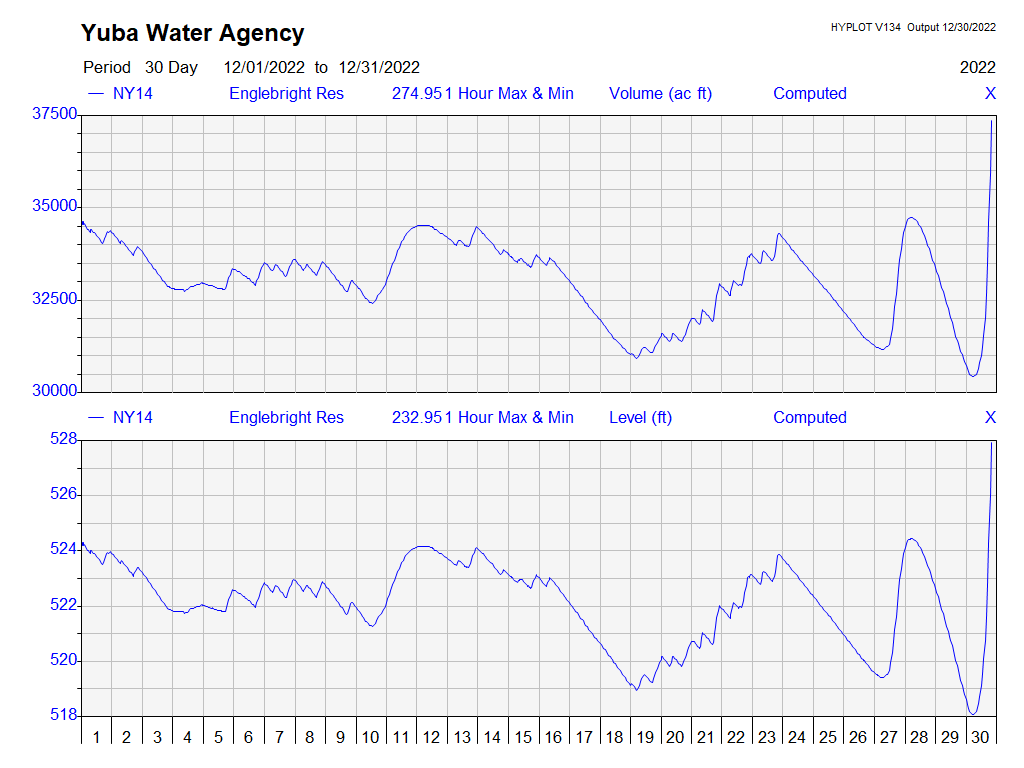 Yuba Water Agency
HYPLOT V134 Output 12/30/2022
Period 30 Day 12/01/2022 to 12/31/2022 2022
NY14 Englebright Res 274.951 Hour Max & Min Volume (ac ft) Computed X
37500
35000
32500
30000
NY14 Englebright Res 232.951 Hour Max & Min Level (ft) Computed X
528
526
524
522
520
518
1 2 3 4 5 6 7 8 9 10 11 12 13 14 15 16 17 18 19 20 21 22 23 24 25 26 27 28 29 30